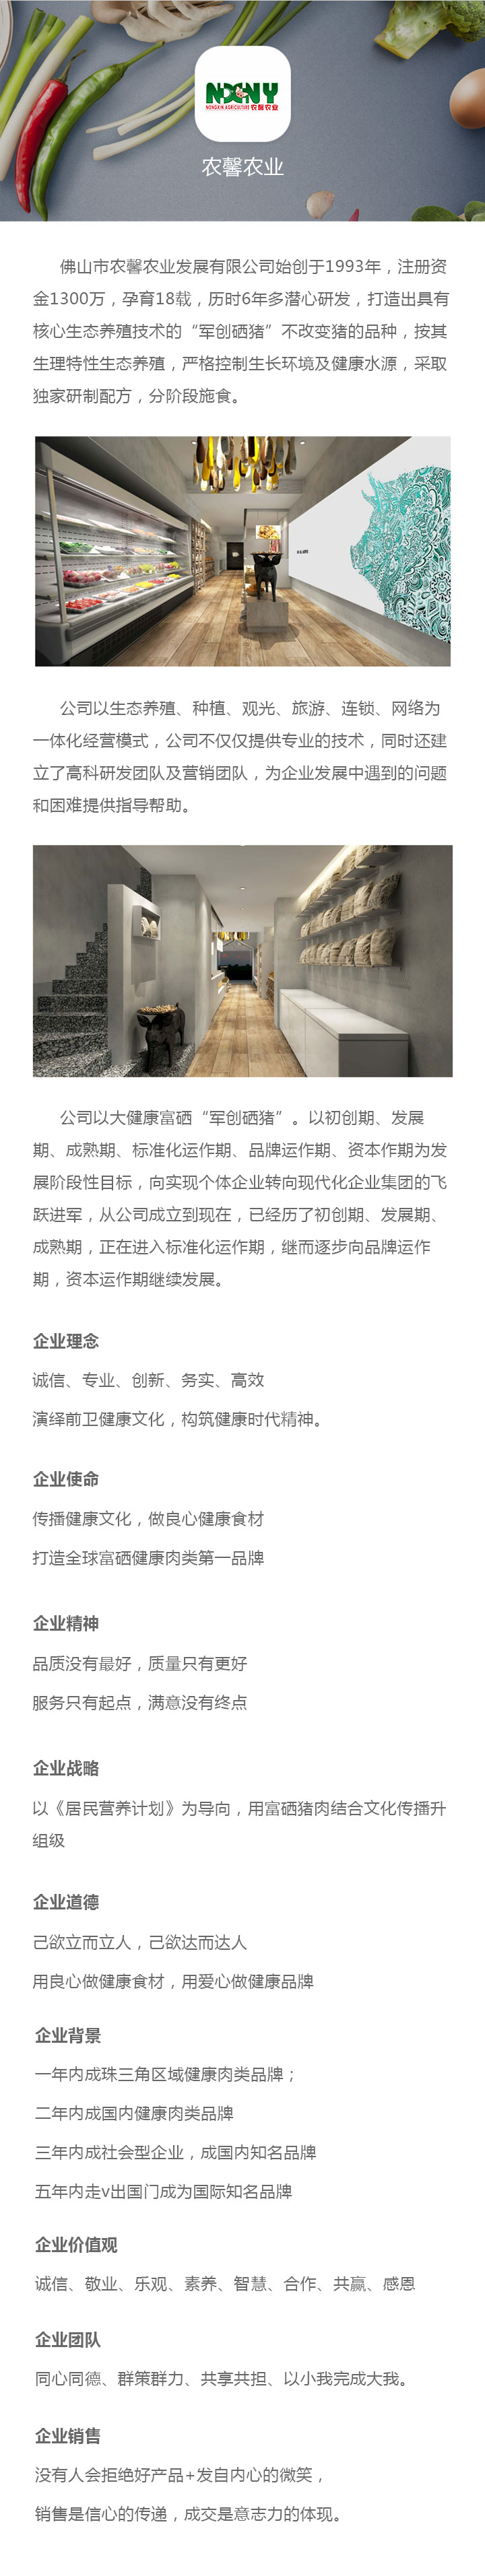 NXNY
NONGXIN AGRICULTURE 农馨农业
农馨农业
佛山市农馨农业发展有限公司始创于1993年，注册资
金1300万，孕育18载，历时6年多潜心研发，打造出具有
核心生态养殖技术的“军创硒猪”不改变猪的品种，按其
生理特性生态养殖，严格控制生长环境及健康水源，采取
独家研制配方，分阶段施食。
公司以生态养殖、种植、观光、旅游、连锁、网络为
一体化经营模式，公司不仅仅提供专业的技术，同时还建
立了高科研发团队及营销团队，为企业发展中遇到的问题
和困难提供指导帮助。
公司以大健康富硒“军创硒猪”。以初创期、发展
期、成熟期、标准化运作期、品牌运作期、资本作期为发
展阶段性目标，向实现个体企业转向现代化企业集团的飞
跃进军，从公司成立到现在，已经历了初创期、发展期、
成熟期，正在进入标准化运作期，继而逐步向品牌运作
期，资本运作期继续发展。
企业理念
诚信、专业、创新、务实、高效
演绎前卫健康文化，构筑健康时代精神。
企业使命
传播健康文化，做良心健康食材
打造全球富硒健康肉类第一品牌
企业精神
品质没有最好，质量只有更好
服务只有起点，满意没有终点
企业战略
以《居民营养计划》为导向，用富硒猪肉结合文化传播升
组级
企业道德
己欲立而立人，己欲达而达人
用良心做健康食材，用爱心做健康品牌
企业背景
一年内成珠三角区域健康肉类品牌；
二年内成国内健康肉类品牌
三年内成社会型企业，成国内知名品牌
五年内走v出国门成为国际知名品牌
企业价值观
诚信、敬业、乐观、素养、智慧、合作、共赢、感恩
企业团队
同心同德、群策群力、共享共担、以小我完成大我。
企业销售
没有人会拒绝好产品+发自内心的微笑，
销售是信心的传递，成交是意志力的体现。